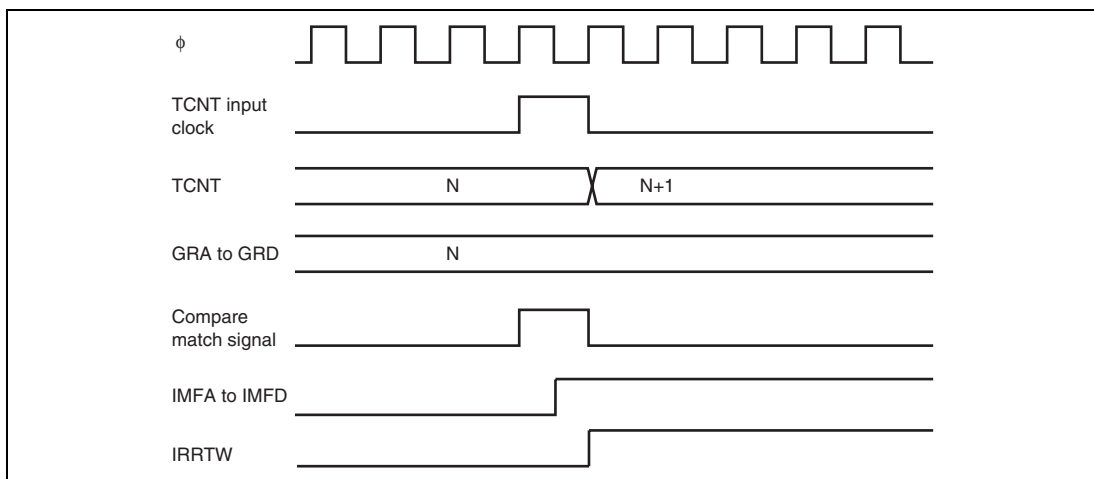 ϕ
TCNT input
clock
TCNT
N
N+1
GRA to GRD
N
Compare
match signal
IMFA to IMFD
IRRTW